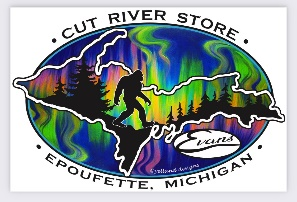 • CUT RIVER STORE •
Evans
EPOUFETTE, MICHIGAN